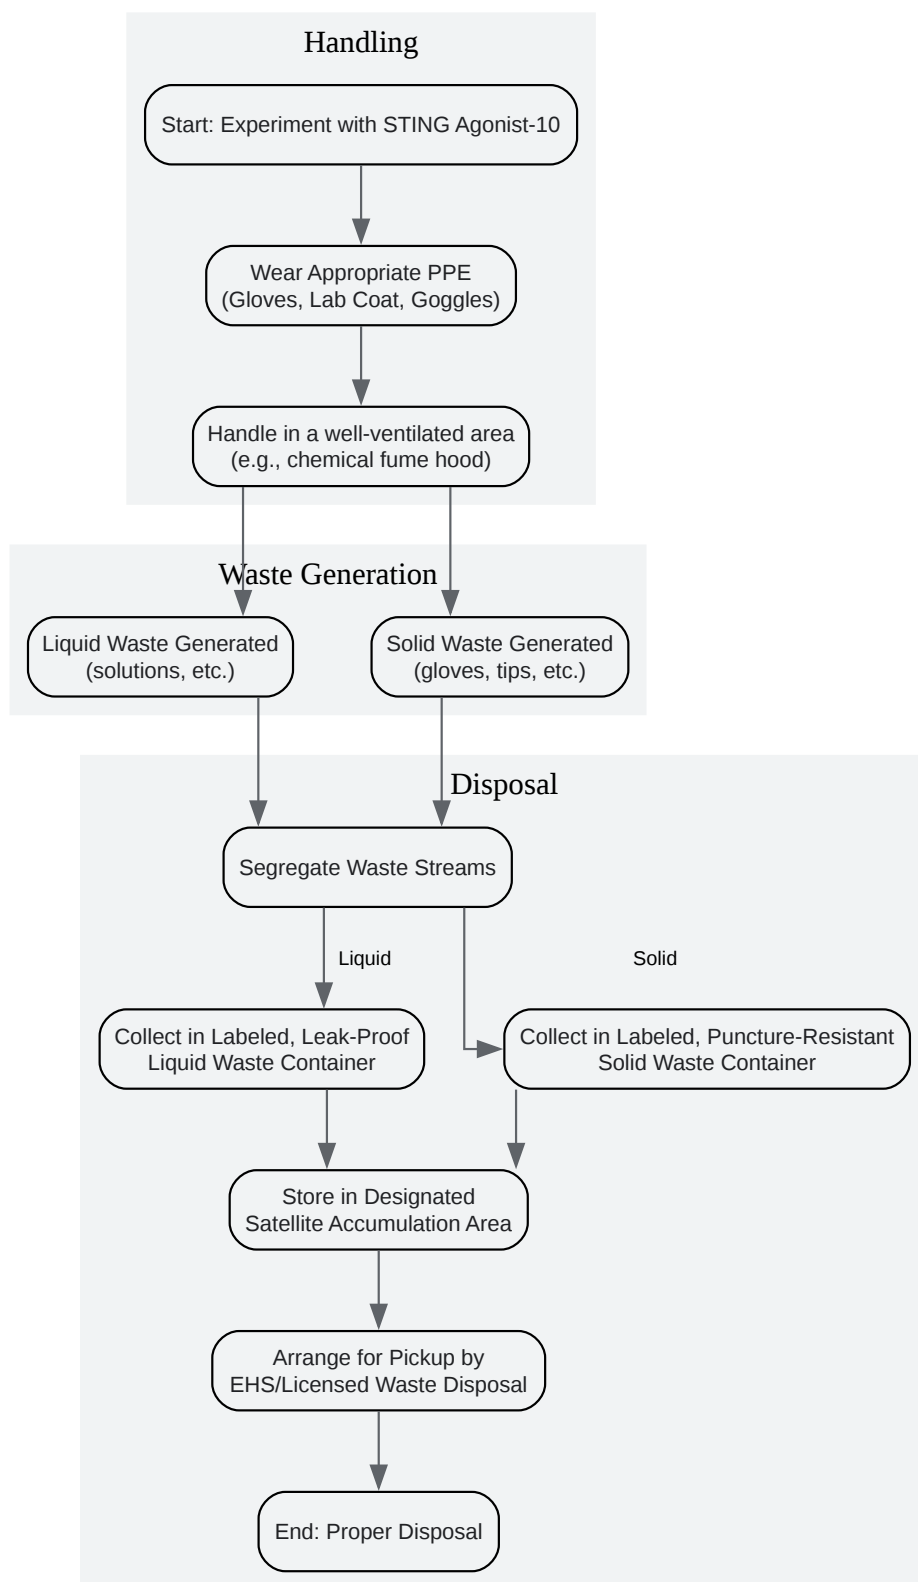 Handling
Start: Experiment with STING Agonist-10
Wear Appropriate PPE
(Gloves, Lab Coat, Goggles)
Handle in a well-ventilated area
(e.g., chemical fume hood)
Waste Generation
Liquid Waste Generated
(solutions, etc.)
Solid Waste Generated
(gloves, tips, etc.)
Disposal
Segregate Waste Streams
Liquid
Solid
Collect in Labeled, Leak-Proof
Liquid Waste Container
Collect in Labeled, Puncture-Resistant
Solid Waste Container
Store in Designated
Satellite Accumulation Area
Arrange for Pickup by
EHS/Licensed Waste Disposal
End: Proper Disposal